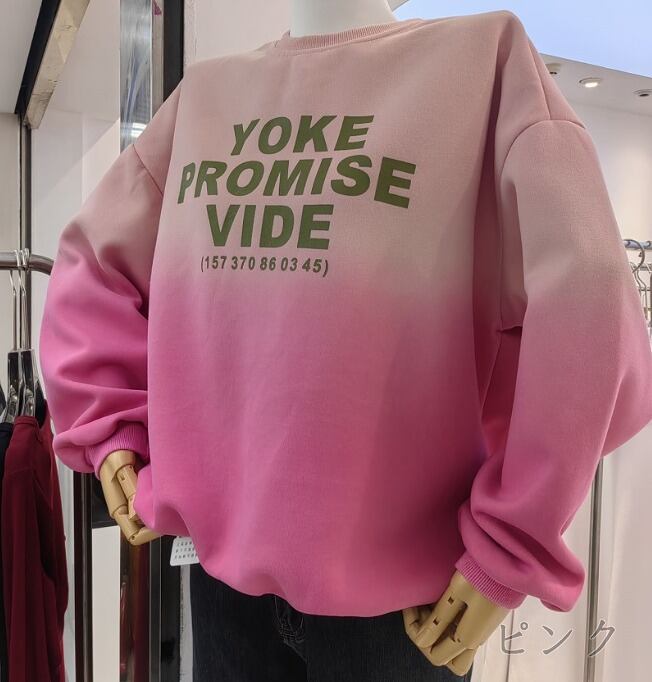 YOKE
PROMISE
VIDE
(157 370 86 03 45)
ピンク